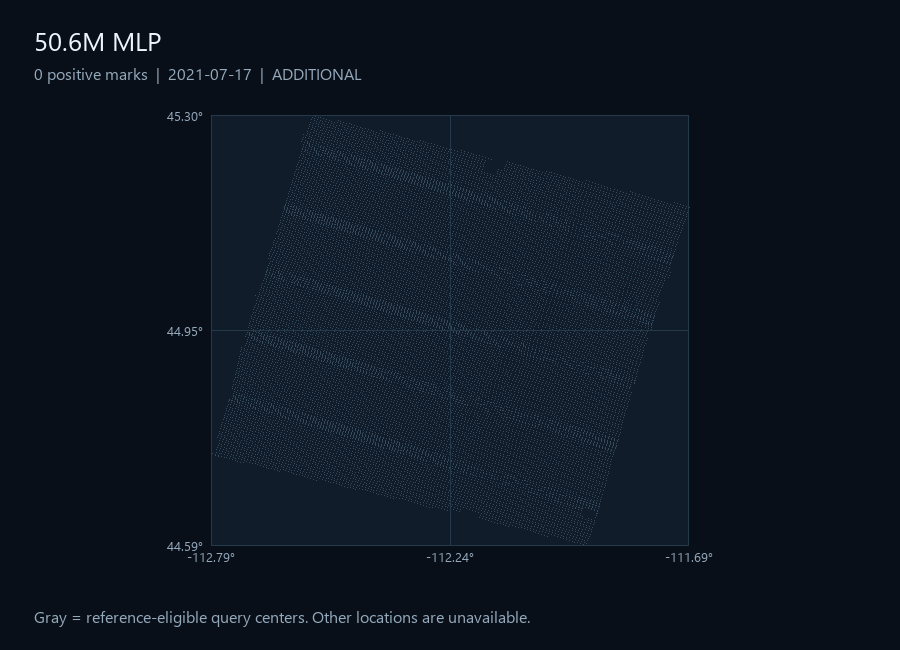 50.6M MLP
0 positive marks | 2021-07-17 | ADDITIONAL
45.30°
44.95°
44.59°
-112.79°
-112.24°
-111.69°
Gray = reference-eligible query centers. Other locations are unavailable.